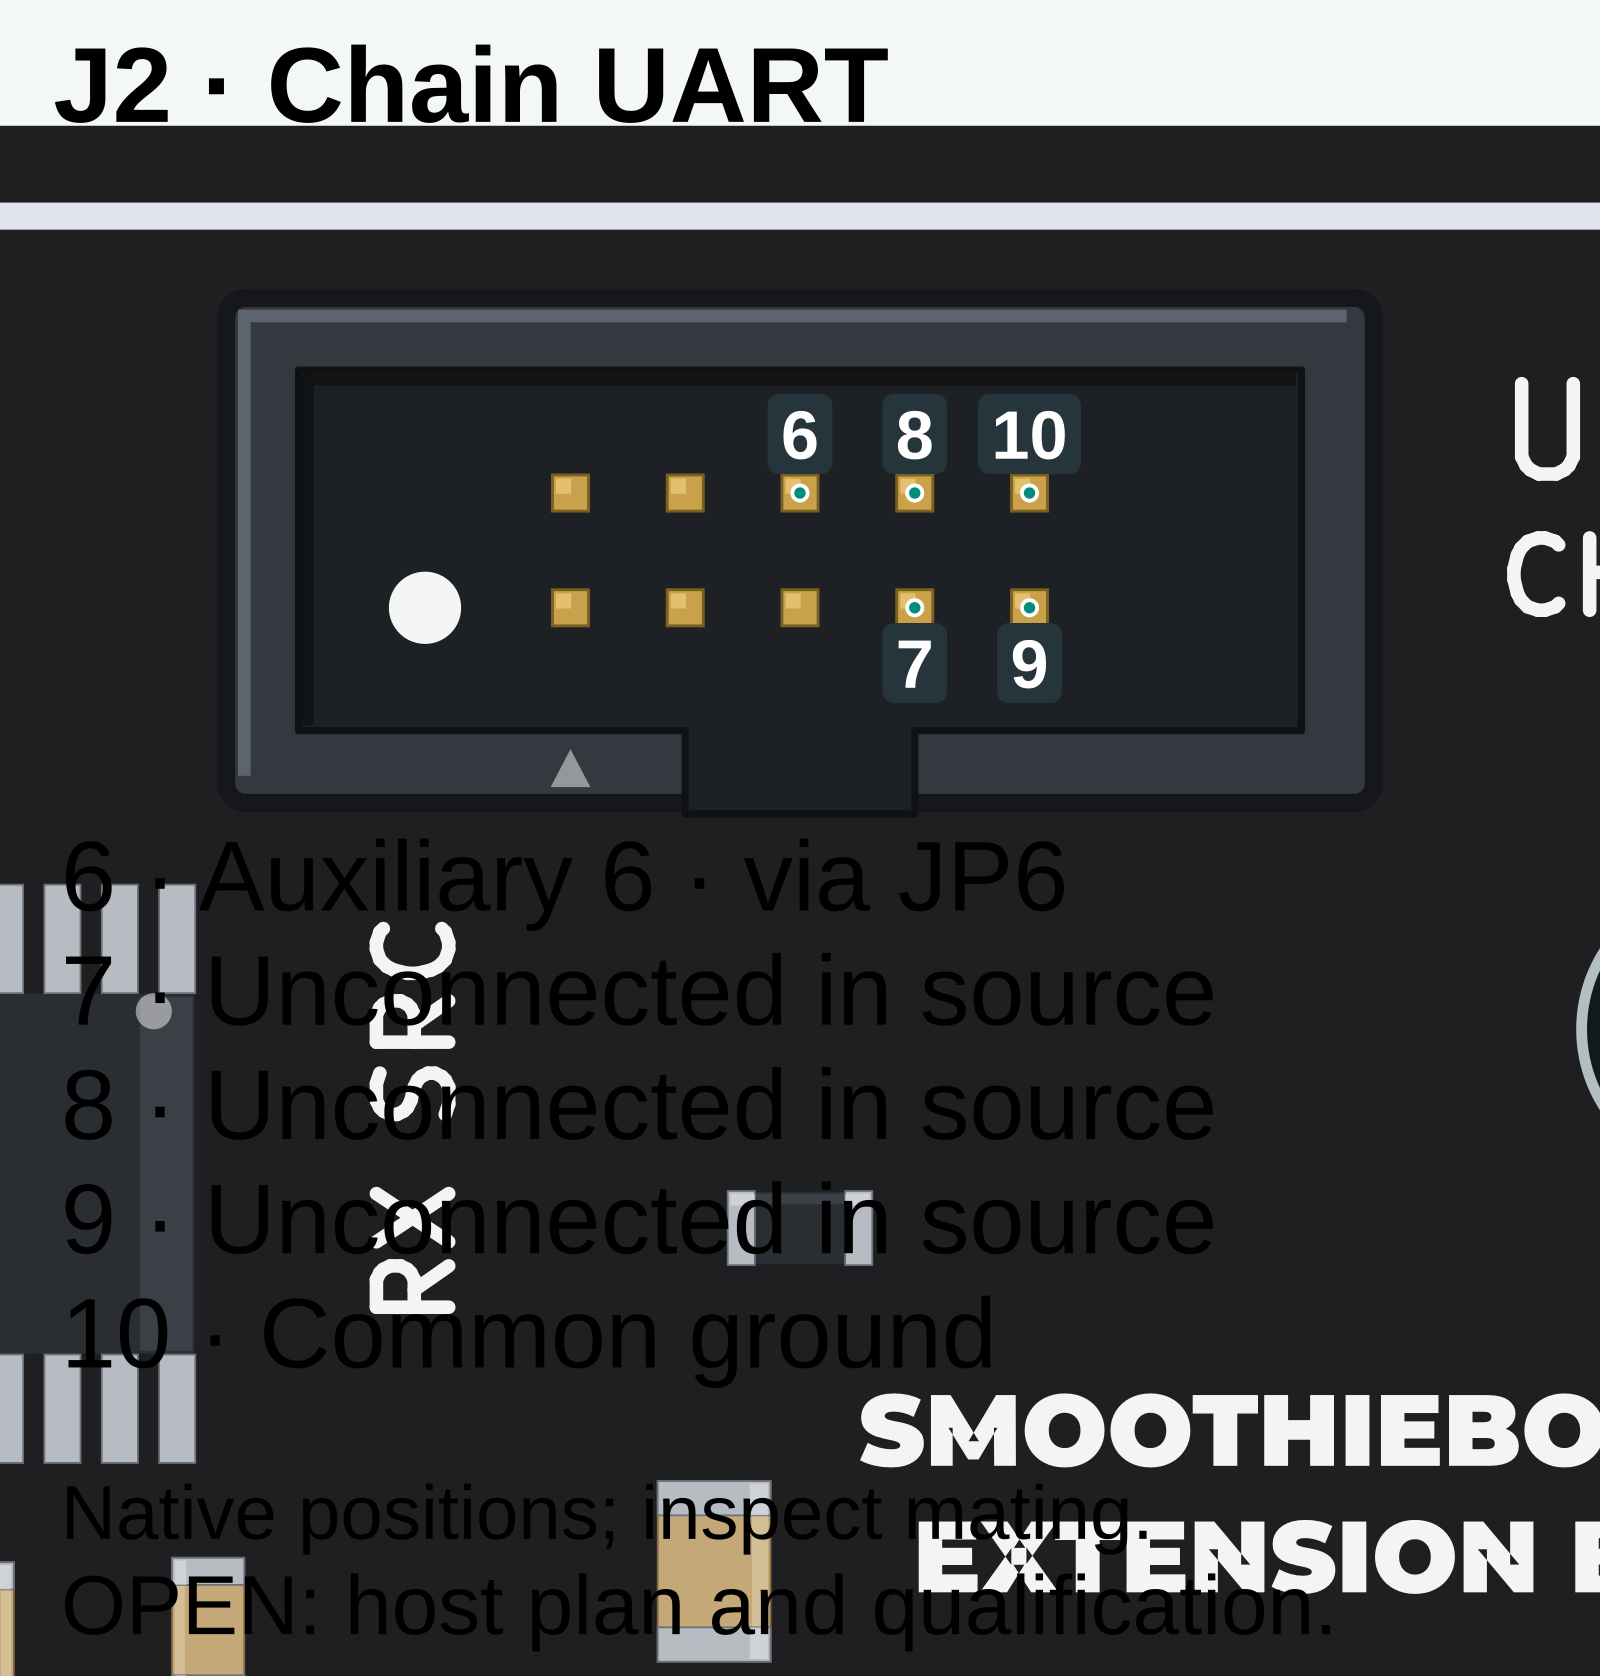 J2 · Chain UART
6 8 10
7 9
U
CH
6 · Auxiliary 6 · via JP6
7 · Unconnected in source
8 · Unconnected in source
9 · Unconnected in source
10 · Common ground
RX SRC
SMOOTHIEBO
Native positions; inspect mating.
EXTENSION
OPEN: host plan and qualification.